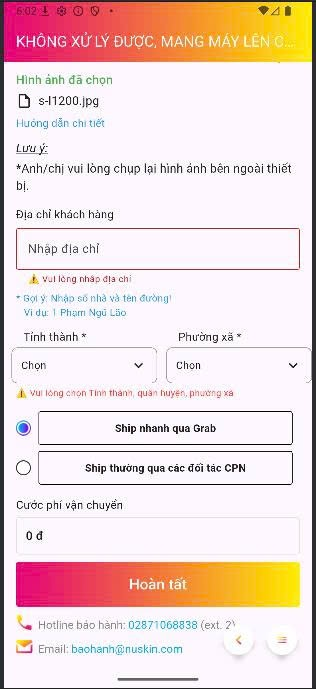 6:02
KHÔNG XỬ LÝ ĐƯỢC, MANG MÁY LÊN C...
Hình ảnh đã chọn
s-l1200.jpg
Hướng dẫn chi tiết
Lưu ý:
*Anh/chị vui lòng chụp lại hình ảnh bên ngoài thiết
bị.
Địa chỉ khách hàng
Nhập địa chỉ
Vui lòng nhập địa chỉ
* Gợi ý: Nhập số nhà và tên đường!
Ví dụ: 1 Phạm Ngũ Lão
Tỉnh thành * Phường xã *
Chọn Chọn
Vui lòng chọn Tỉnh thành, quận huyện, phường xã
Ship nhanh qua Grab
Ship thường qua các đối tác CPN
Cước phí vận chuyển
0 đ
Hoàn tất
Hotline bảo hành: 02871068838 (ext. 2)
Email: baohanh@nuskin.com